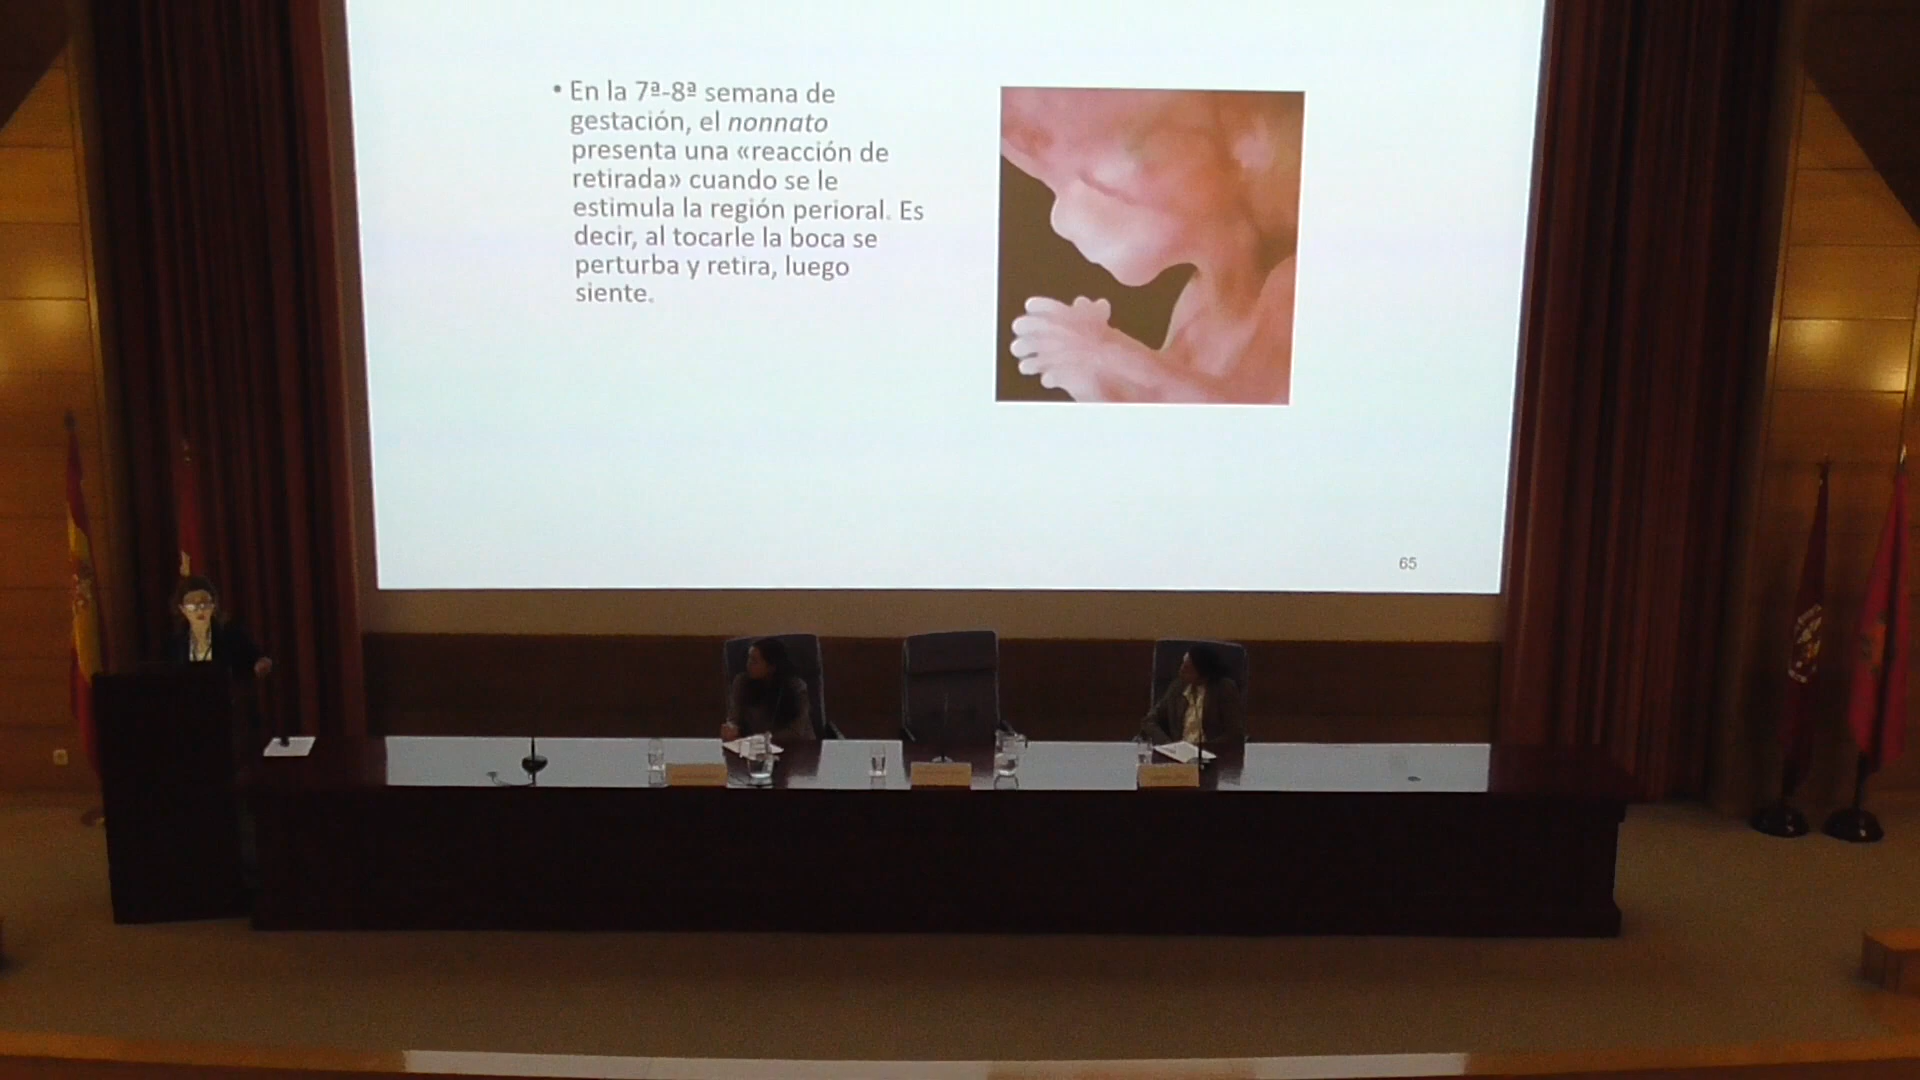 • En la 7ª-8ª semana de
gestación, el nonnato
presenta una «reacción de
retirada» cuando se le
estimula la región perioral. Es
decir, al tocarle la boca se
perturba y retira, luego
siente.
65